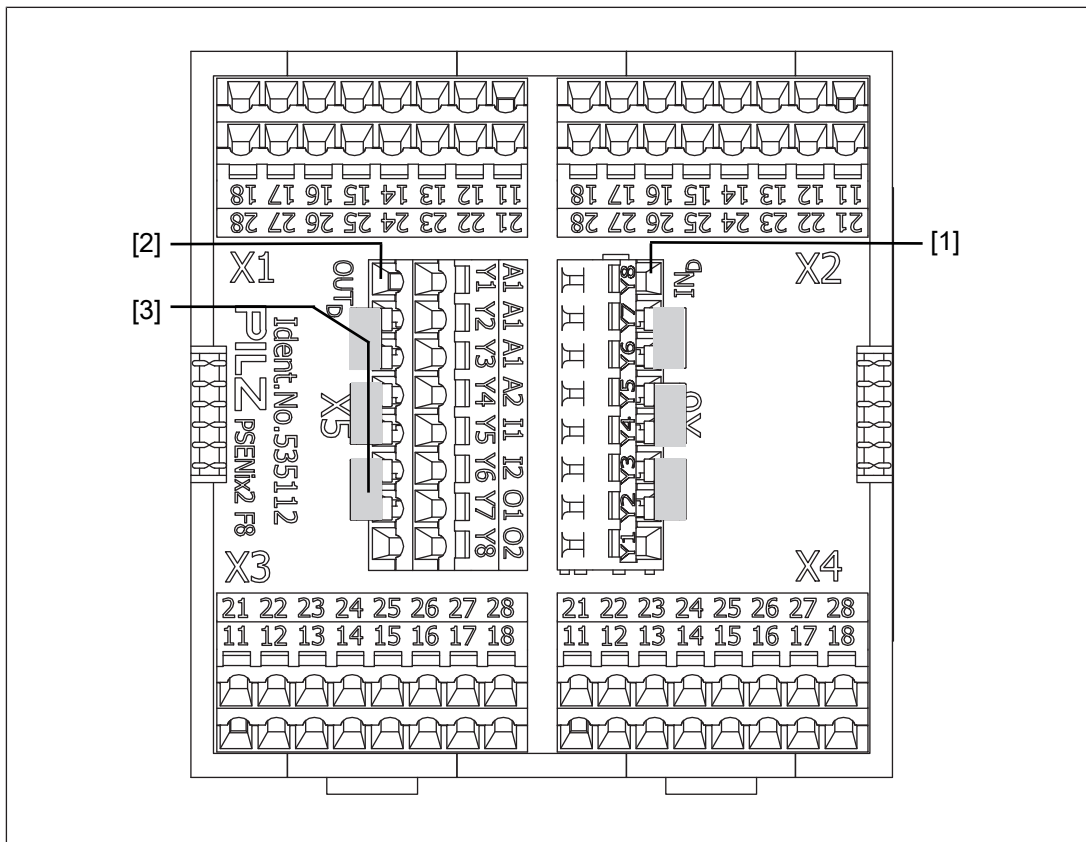 18 17 16 15 14 13 12 11
28 27 26 25 24 23 22 21
18 17 16 15 14 13 12 11
28 27 26 25 24 23 22 21
[2]
[1]
[3]
X1
X2
OUTD
IND
X5
PILZ
PSENix2 F8
Ident.No.535112
Y1 A1
Y2 A1
Y3 A1
Y4 A2
Y5 I1
Y6 I2
Y7 O1
Y8 O2
Y8
Y7
Y6
Y5
Y4
Y3
Y2
Y1
X3
X4
21 22 23 24 25 26 27 28
11 12 13 14 15 16 17 18
21 22 23 24 25 26 27 28
11 12 13 14 15 16 17 18